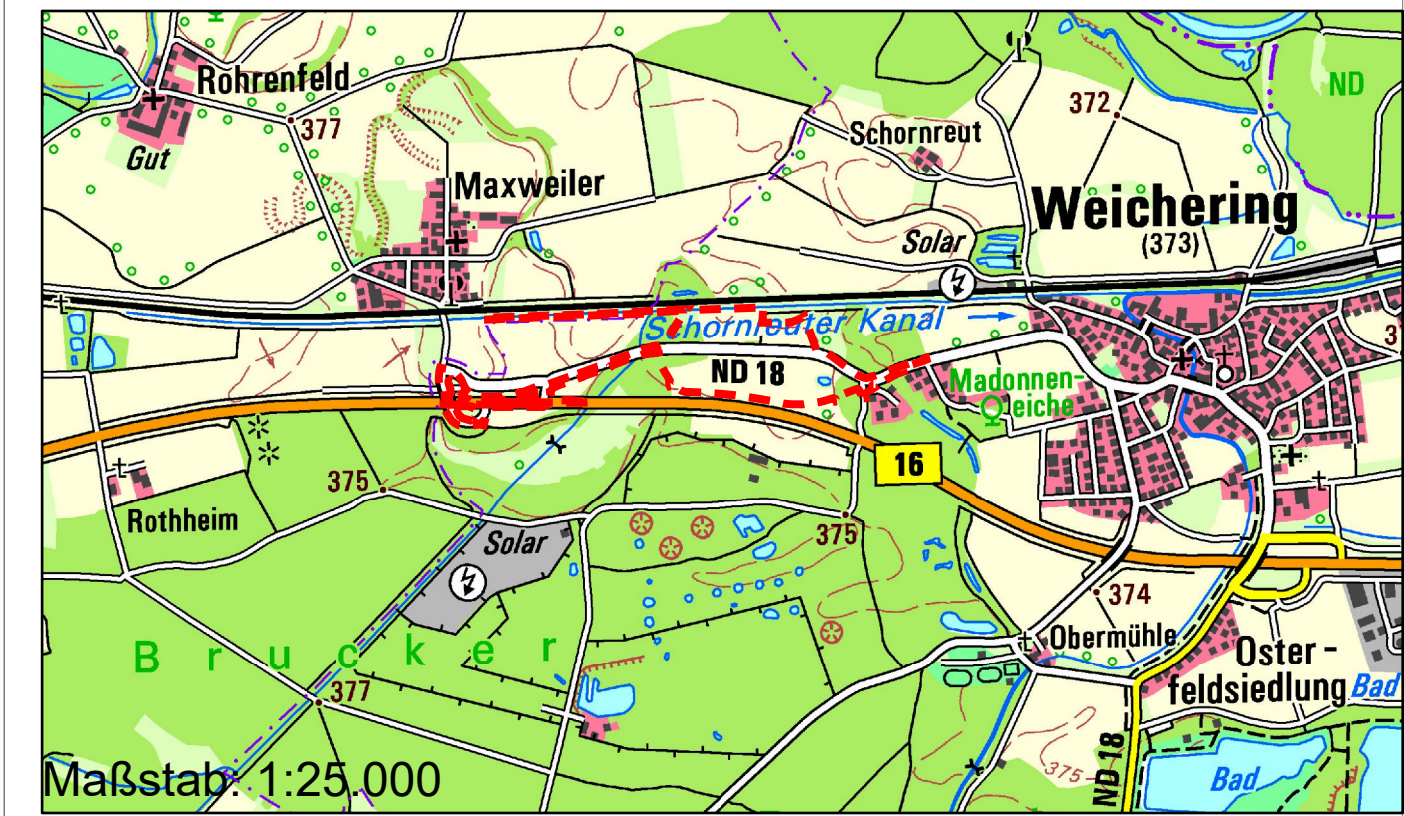 Rohrenfeld
377
Gut
Maxweiler
Schornreut
372
ND
Weichering
(373)
Solar
Schornreuter Kanal
ND 18
Madonnen-
eiche
16
375
Rothheim
Solar
375
374
Obermühle
Oster-
feldsiedlung
Bad
Brucker
377
375
ND 18
Bad
Maßstab: 1:25.000